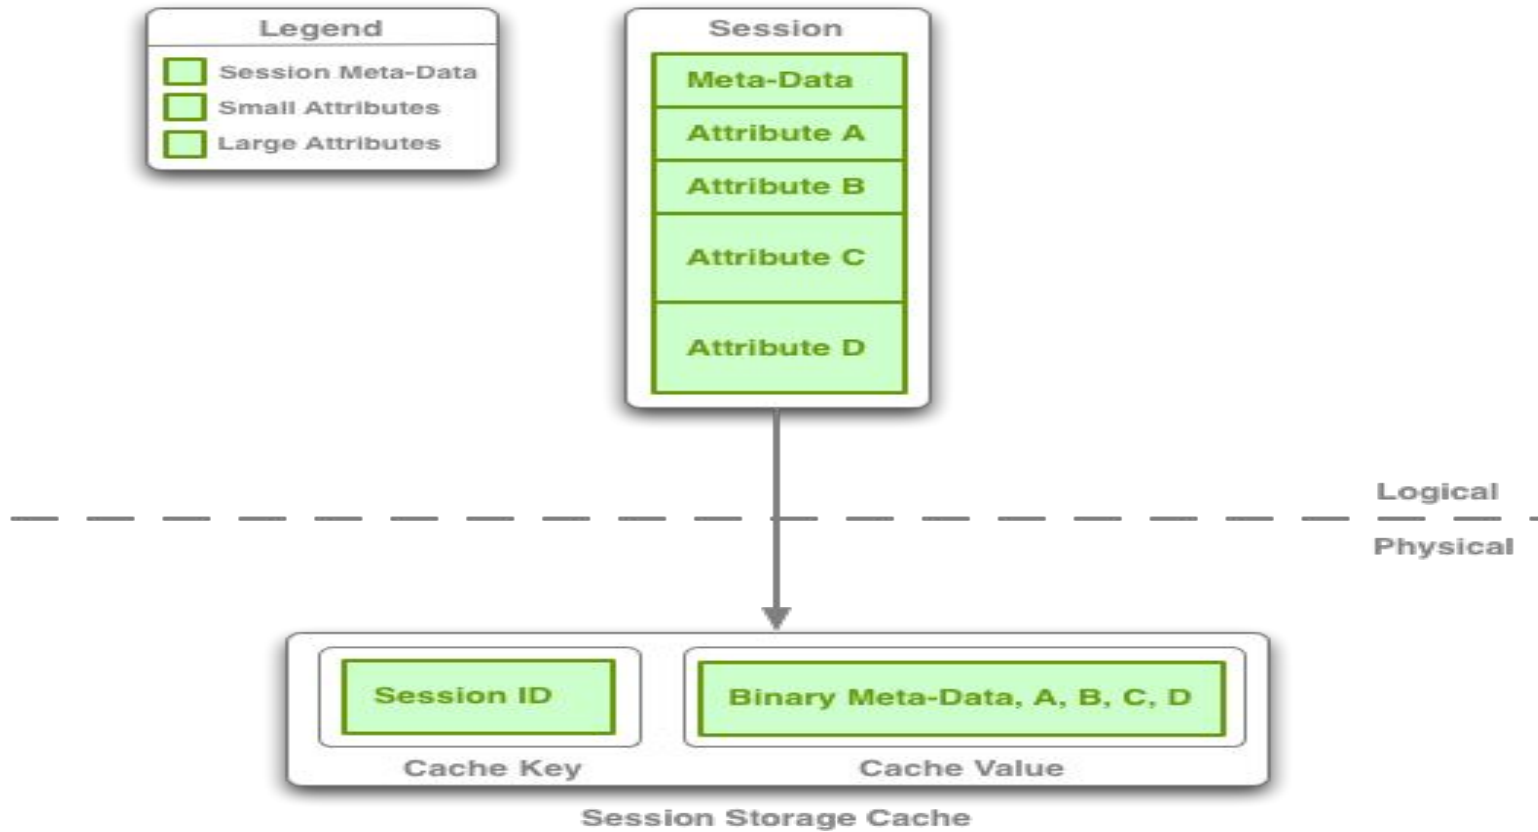 Legend
Session Meta-Data
Small Attributes
Large Attributes
Session
Meta-Data
Attribute A
Attribute B
Attribute C
Attribute D
Logical
Physical
Session ID
Binary Meta-Data, A, B, C, D
Cache Key
Cache Value
Session Storage Cache